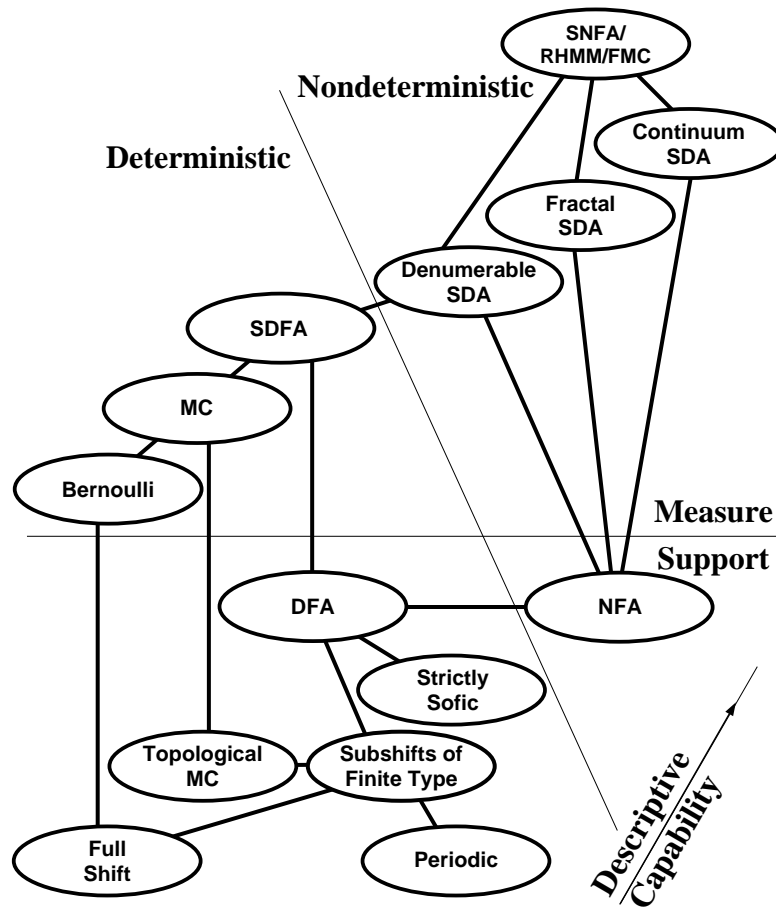 SNFA/
RHMM/FMC
Nondeterministic
Continuum
SDA
Deterministic
Fractal
SDA
Denumerable
SDA
SDFA
MC
Bernoulli
Measure
Support
DFA
NFA
Strictly
Sofic
Topological
MC
Subshifts of
Finite Type
Descriptive
Capability
Full
Shift
Periodic